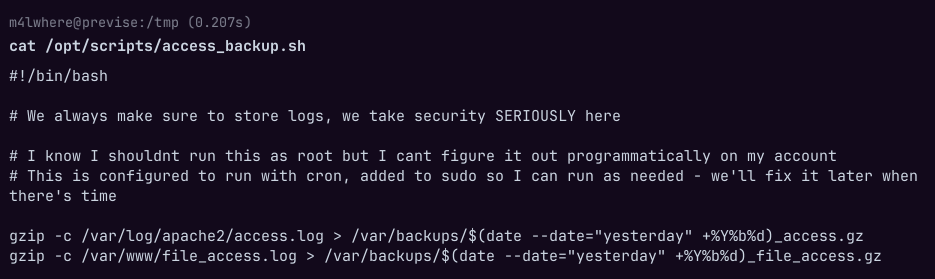 m4lwhere@previse:/tmp (0.207s)
cat /opt/scripts/access_backup.sh
#!/bin/bash
# We always make sure to store logs, we take security SERIOUSLY here
# I know I shouldnt run this as root but I cant figure it out programmatically on my account
# This is configured to run with cron, added to sudo so I can run as needed - we'll fix it later when
there's time
gzip -c /var/log/apache2/access.log > /var/backups/$(date --date="yesterday" +%Y%b%d)_access.gz
gzip -c /var/www/file_access.log > /var/backups/$(date --date="yesterday" +%Y%b%d)_file_access.gz